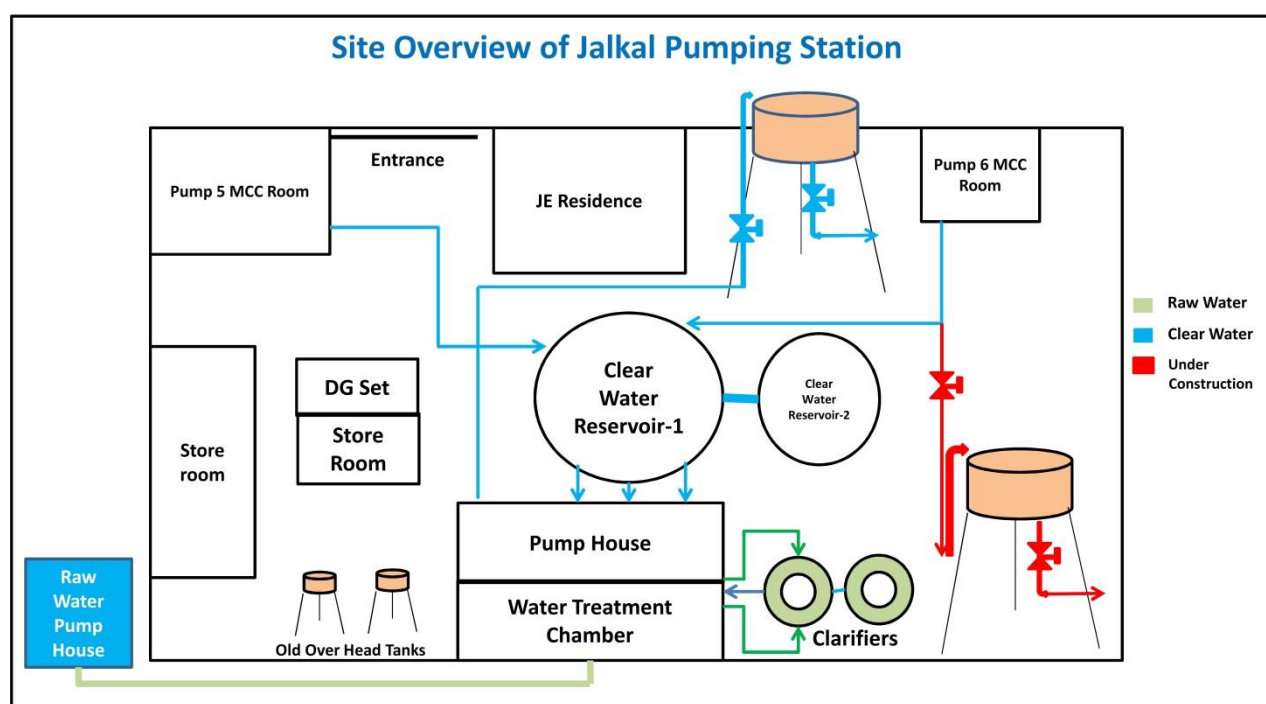 Site Overview of Jalkal Pumping Station
Pump 5 MCC Room
Entrance
JE Residence
Pump 6 MCC
Room
Raw Water
Clear Water
Under
Construction
Clear
Water
Reservoir-1
Clear
Water
Reservoir-2
DG Set
Store
Room
Store
room
Pump House
Water Treatment
Chamber
Clarifiers
Raw
Water
Pump
House
Old Over Head Tanks